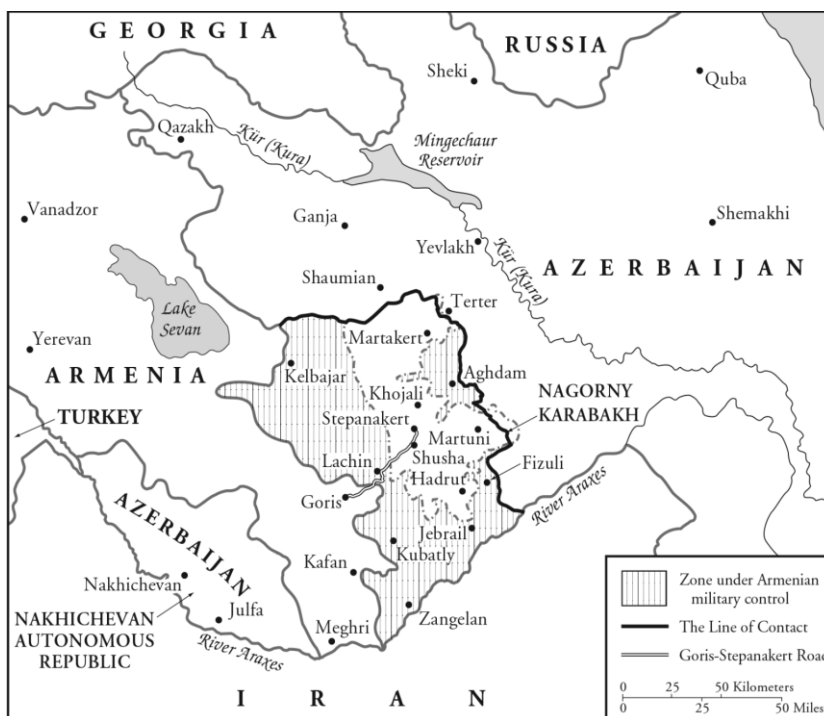 GEORGIA
RUSSIA
Sheki
Quba
Qazakh
Kür (Kura)
Mingechaur
Reservoir
Vanadzor
Ganja
Shemakhi
Yevlakh
Kür (Kura)
AZERBAIJAN
Shaumian
Lake
Sevan
Terter
Yerevan
Martakert
Kelbajar
ARMENIA
Aghdam
Khojali
NAGORNY
KARABAKH
TURKEY
Stepanakert
Martuni
Shusha
Lachin
Fizuli
Hadrut
Goris
River Araxes
AZERBAIJAN
Jebrail
Kubatly
Kafan
Nakhichevan
Zangelan
Julfa
NAKHICHEVAN
AUTONOMOUS
REPUBLIC
Meghri
River Araxes
IRAN
Zone under Armenian
military control
The Line of Contact
Goris-Stepanakert Road
0 25 50 Kilometers
0 25 50 Miles